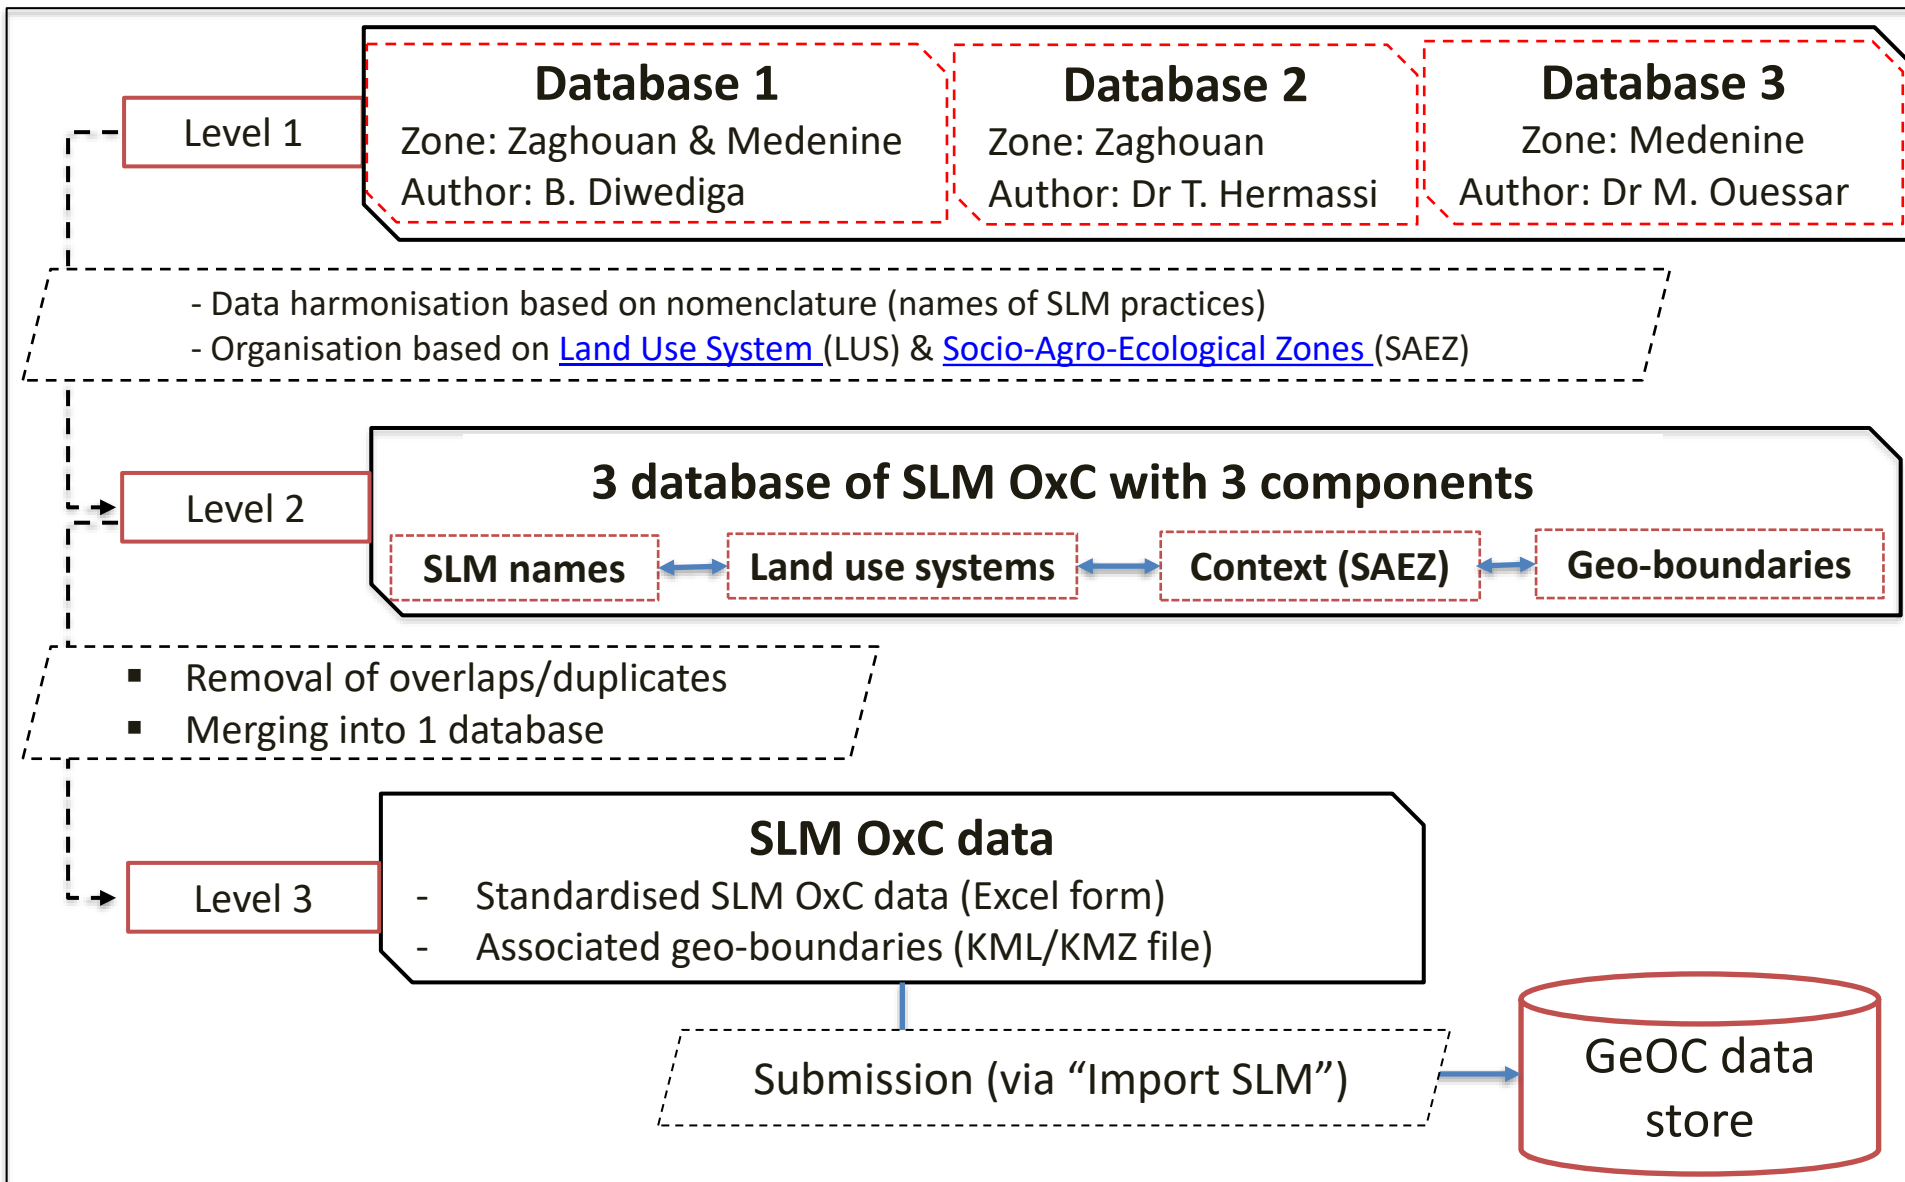 Level 1
Database 1
Zone: Zaghouan & Medenine
Author: B. Diwediga
Database 2
Zone: Zaghouan
Author: Dr T. Hermassi
Database 3
Zone: Medenine
Author: Dr M. Ouessar
- Data harmonisation based on nomenclature (names of SLM practices)
- Organisation based on Land Use System (LUS) & Socio-Agro-Ecological Zones (SAEZ)
Level 2
3 database of SLM OxC with 3 components
SLM names
Land use systems
Context (SAEZ)
Geo-boundaries
▪ Removal of overlaps/duplicates
▪ Merging into 1 database
Level 3
SLM OxC data
- Standardised SLM OxC data (Excel form)
- Associated geo-boundaries (KML/KMZ file)
Submission (via “Import SLM”)
GeOC data
store